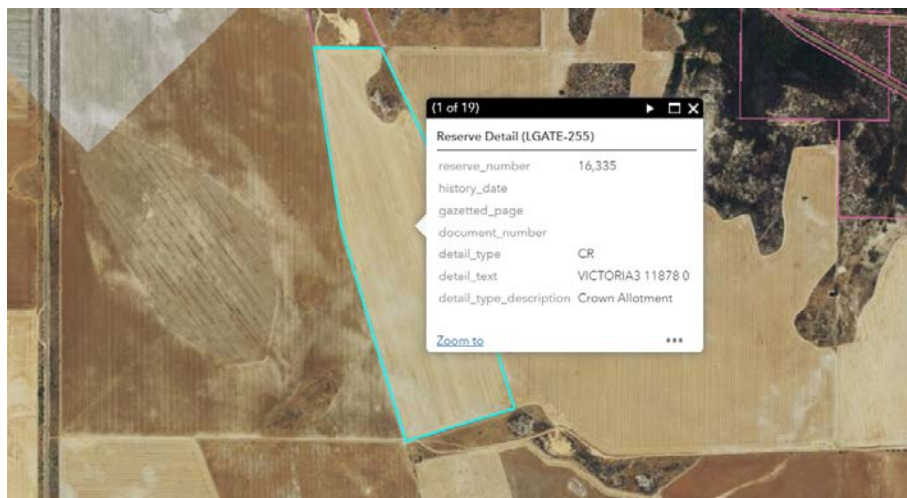 (1 of 19)
Reserve Detail (LGATE-255)
reserve_number 16,335
history_date
gazetted_page
document_number
detail_type CR
detail_text VICTORIA3 11878 0
detail_type_description Crown Allotment
Zoom to